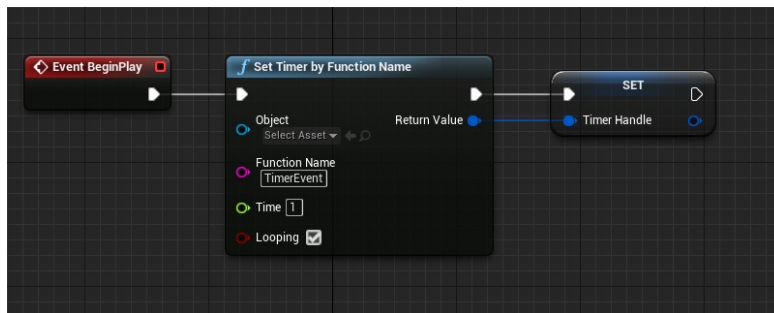 Event BeginPlay
f Set Timer by Function Name
SET
Object
Select Asset
Return Value
Timer Handle
Function Name
TimerEvent
Time 1
Looping